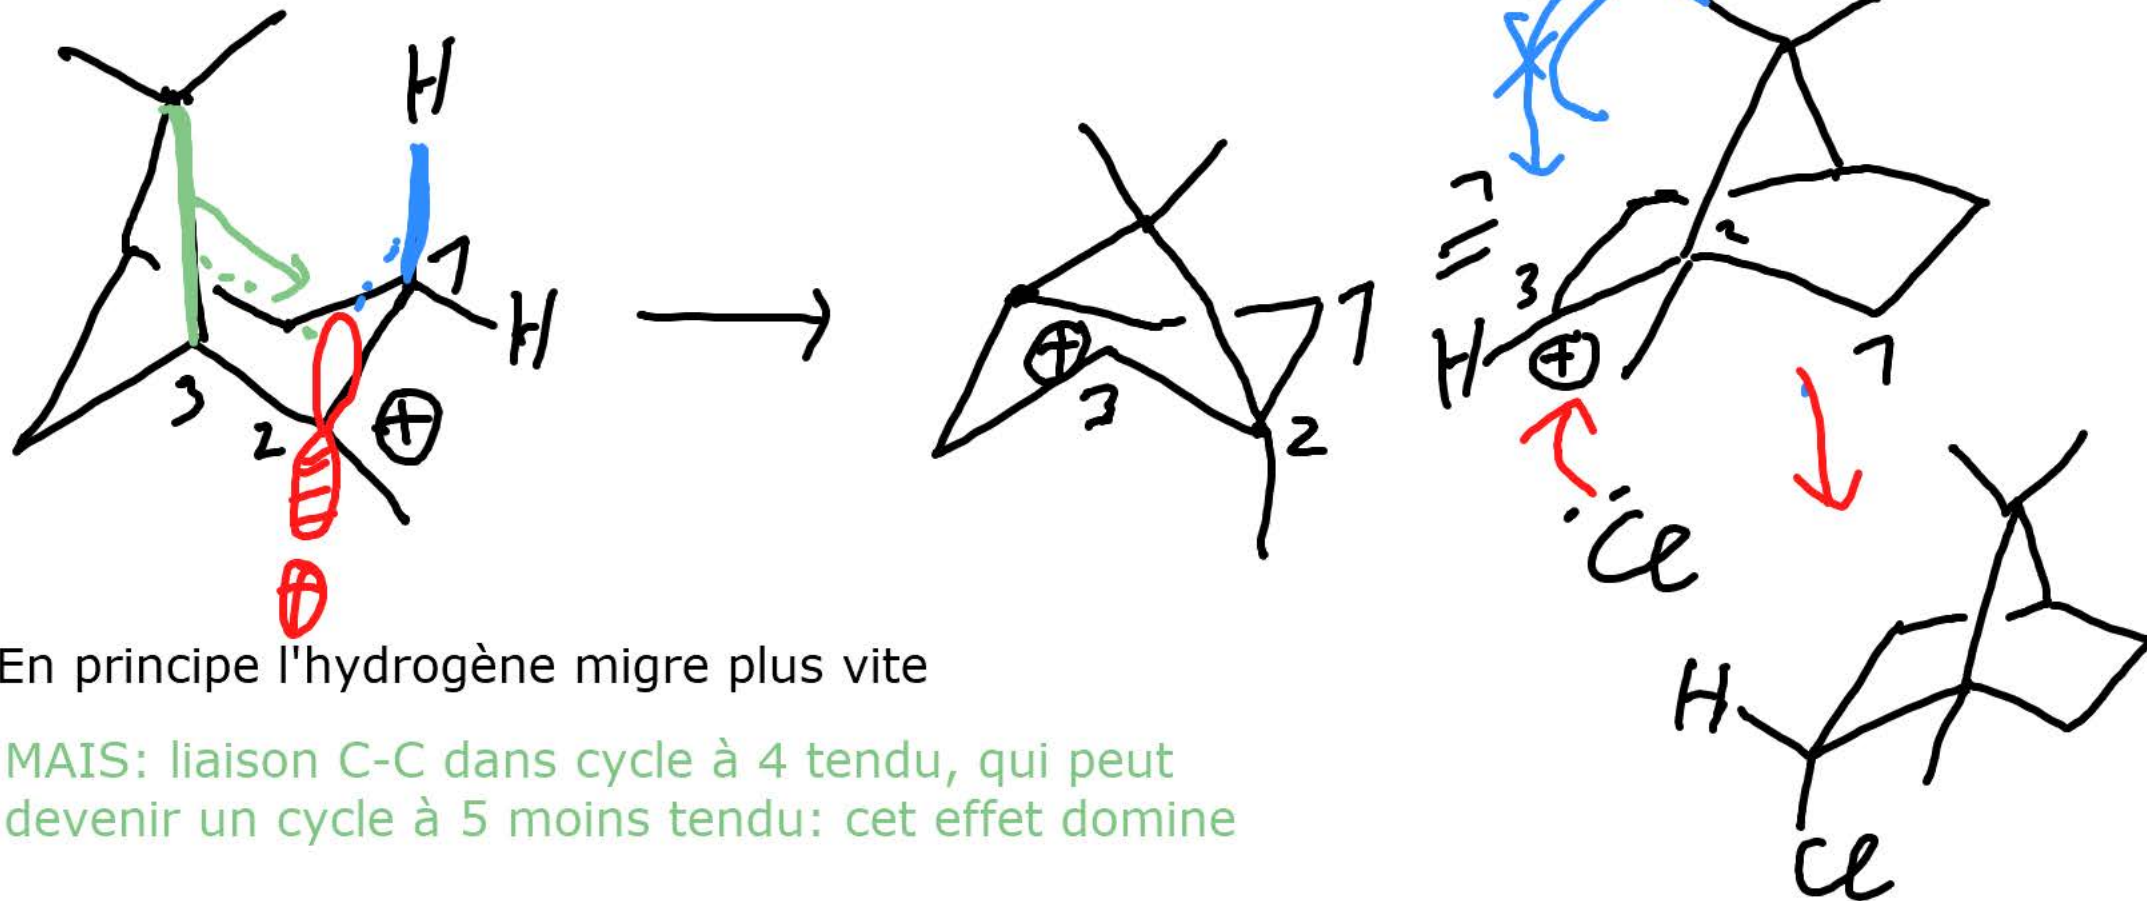 H
1
H
3
2
⊕
⊕
⊕
3
2
1
=
1
3
2
H
⊕
1
:Cl
En principe l'hydrogène migre plus vite
MAIS: liaison C-C dans cycle à 4 tendu, qui peut
devenir un cycle à 5 moins tendu: cet effet domine
H
Cl